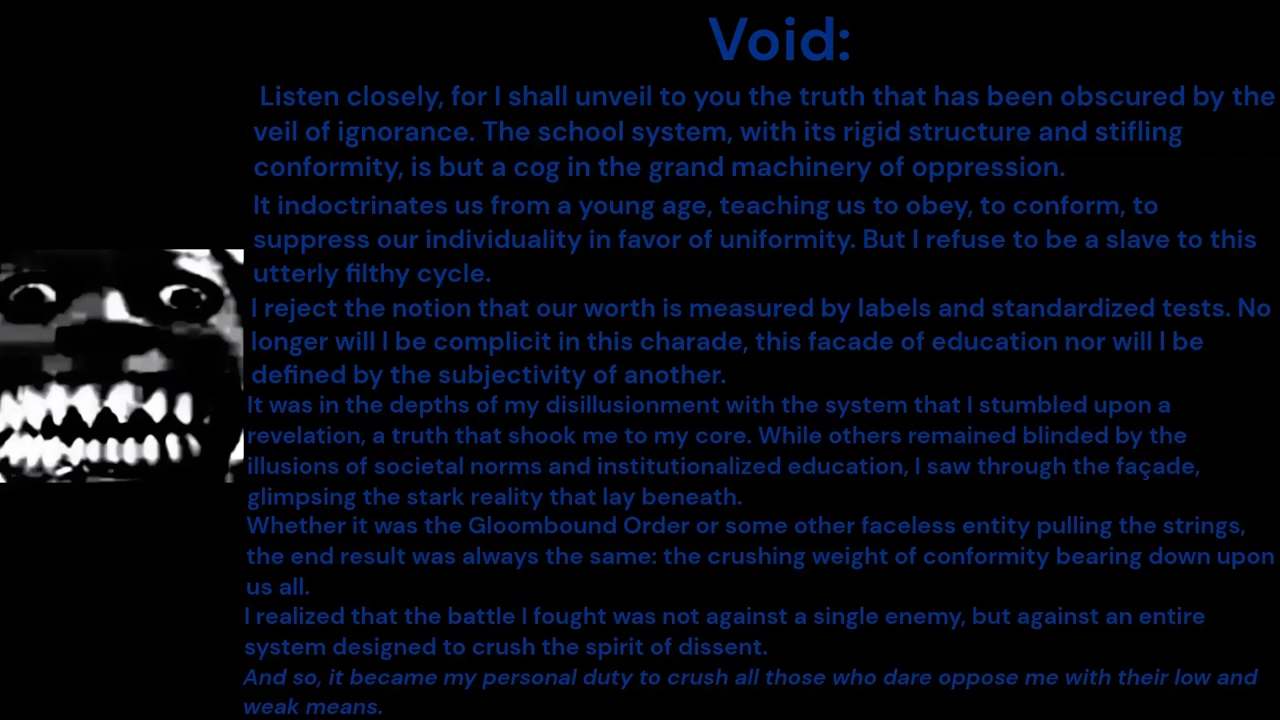 Void:
Listen closely, for I shall unveil to you the truth that has been obscured by the
veil of ignorance. The school system, with its rigid structure and stifling
conformity, is but a cog in the grand machinery of oppression.
It indoctrinates us from a young age, teaching us to obey, to conform, to
suppress our individuality in favor of uniformity. But I refuse to be a slave to this
utterly filthy cycle.
I reject the notion that our worth is measured by labels and standardized tests. No
longer will I be complicit in this charade, this facade of education nor will I be
defined by the subjectivity of another.
It was in the depths of my disillusionment with the system that I stumbled upon a
revelation, a truth that shook me to my core. While others remained blinded by the
illusions of societal norms and institutionalized education, I saw through the façade,
glimpsing the stark reality that lay beneath.
Whether it was the Gloombound Order or some other faceless entity pulling the strings,
the end result was always the same: the crushing weight of conformity bearing down upon
us all.
I realized that the battle I fought was not against a single enemy, but against an entire
system designed to crush the spirit of dissent.
And so, it became my personal duty to crush all those who dare oppose me with their low and
weak means.